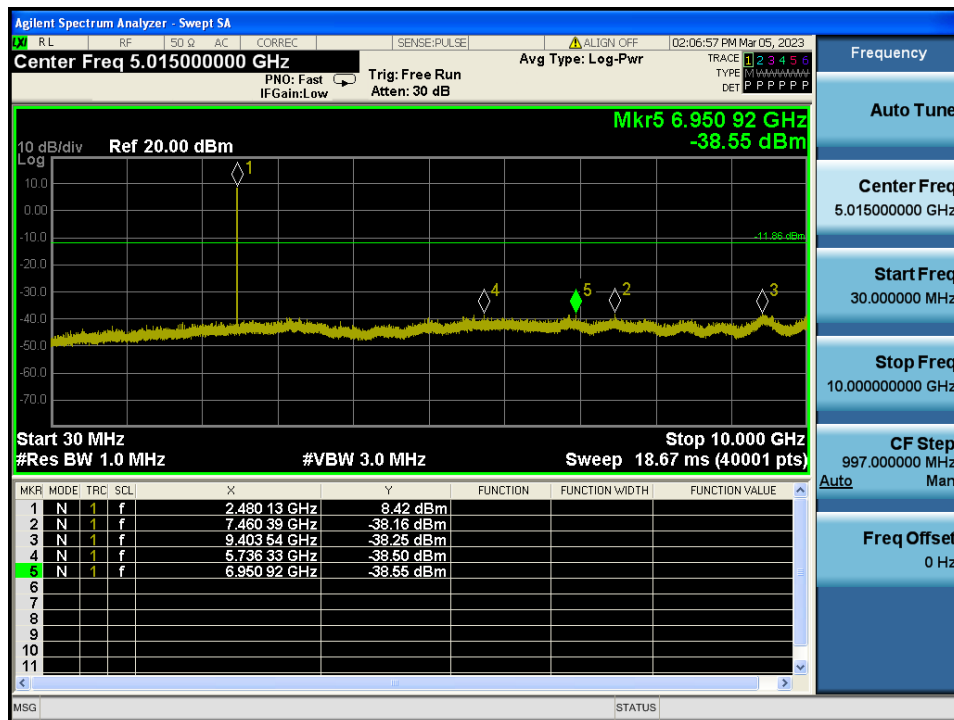 Agilent Spectrum Analyzer - Swept SA
LXI RL RF 50 Ω AC CORREC SENSE:PULSE ALIGN OFF 02:06:57 PM Mar 05, 2023
Center Freq 5.015000000 GHz
PNO: Fast
IFGain:Low
Trig: Free Run
Atten: 30 dB
Avg Type: Log-Pwr
TRACE 1 2 3 4 5 6
TYPE M WWWWW
DET P P P P P P
Mkr5 6.950 92 GHz
-38.55 dBm
10 dB/div Ref 20.00 dBm
Log
10.0
0.00
-10.0
-20.0
-30.0
-40.0
-50.0
-60.0
-70.0
-11.86 dBm
1
4
5
2
3
Start 30 MHz Stop 10.000 GHz
#Res BW 1.0 MHz #VBW 3.0 MHz Sweep 18.67 ms (40001 pts)
MKR MODE TRC SCL X Y FUNCTION FUNCTION WIDTH FUNCTION VALUE
1 N 1 f 2.480 13 GHz 8.42 dBm
2 N 1 f 7.460 39 GHz -38.16 dBm
3 N 1 f 9.403 54 GHz -38.25 dBm
4 N 1 f 5.736 33 GHz -38.50 dBm
5 N 1 f 6.950 92 GHz -38.55 dBm
6
7
8
9
10
11
MSG STATUS
Frequency
Auto Tune
Center Freq
5.015000000 GHz
Start Freq
30.000000 MHz
Stop Freq
10.000000000 GHz
CF Step
997.000000 MHz
Auto Man
Freq Offset
0 Hz